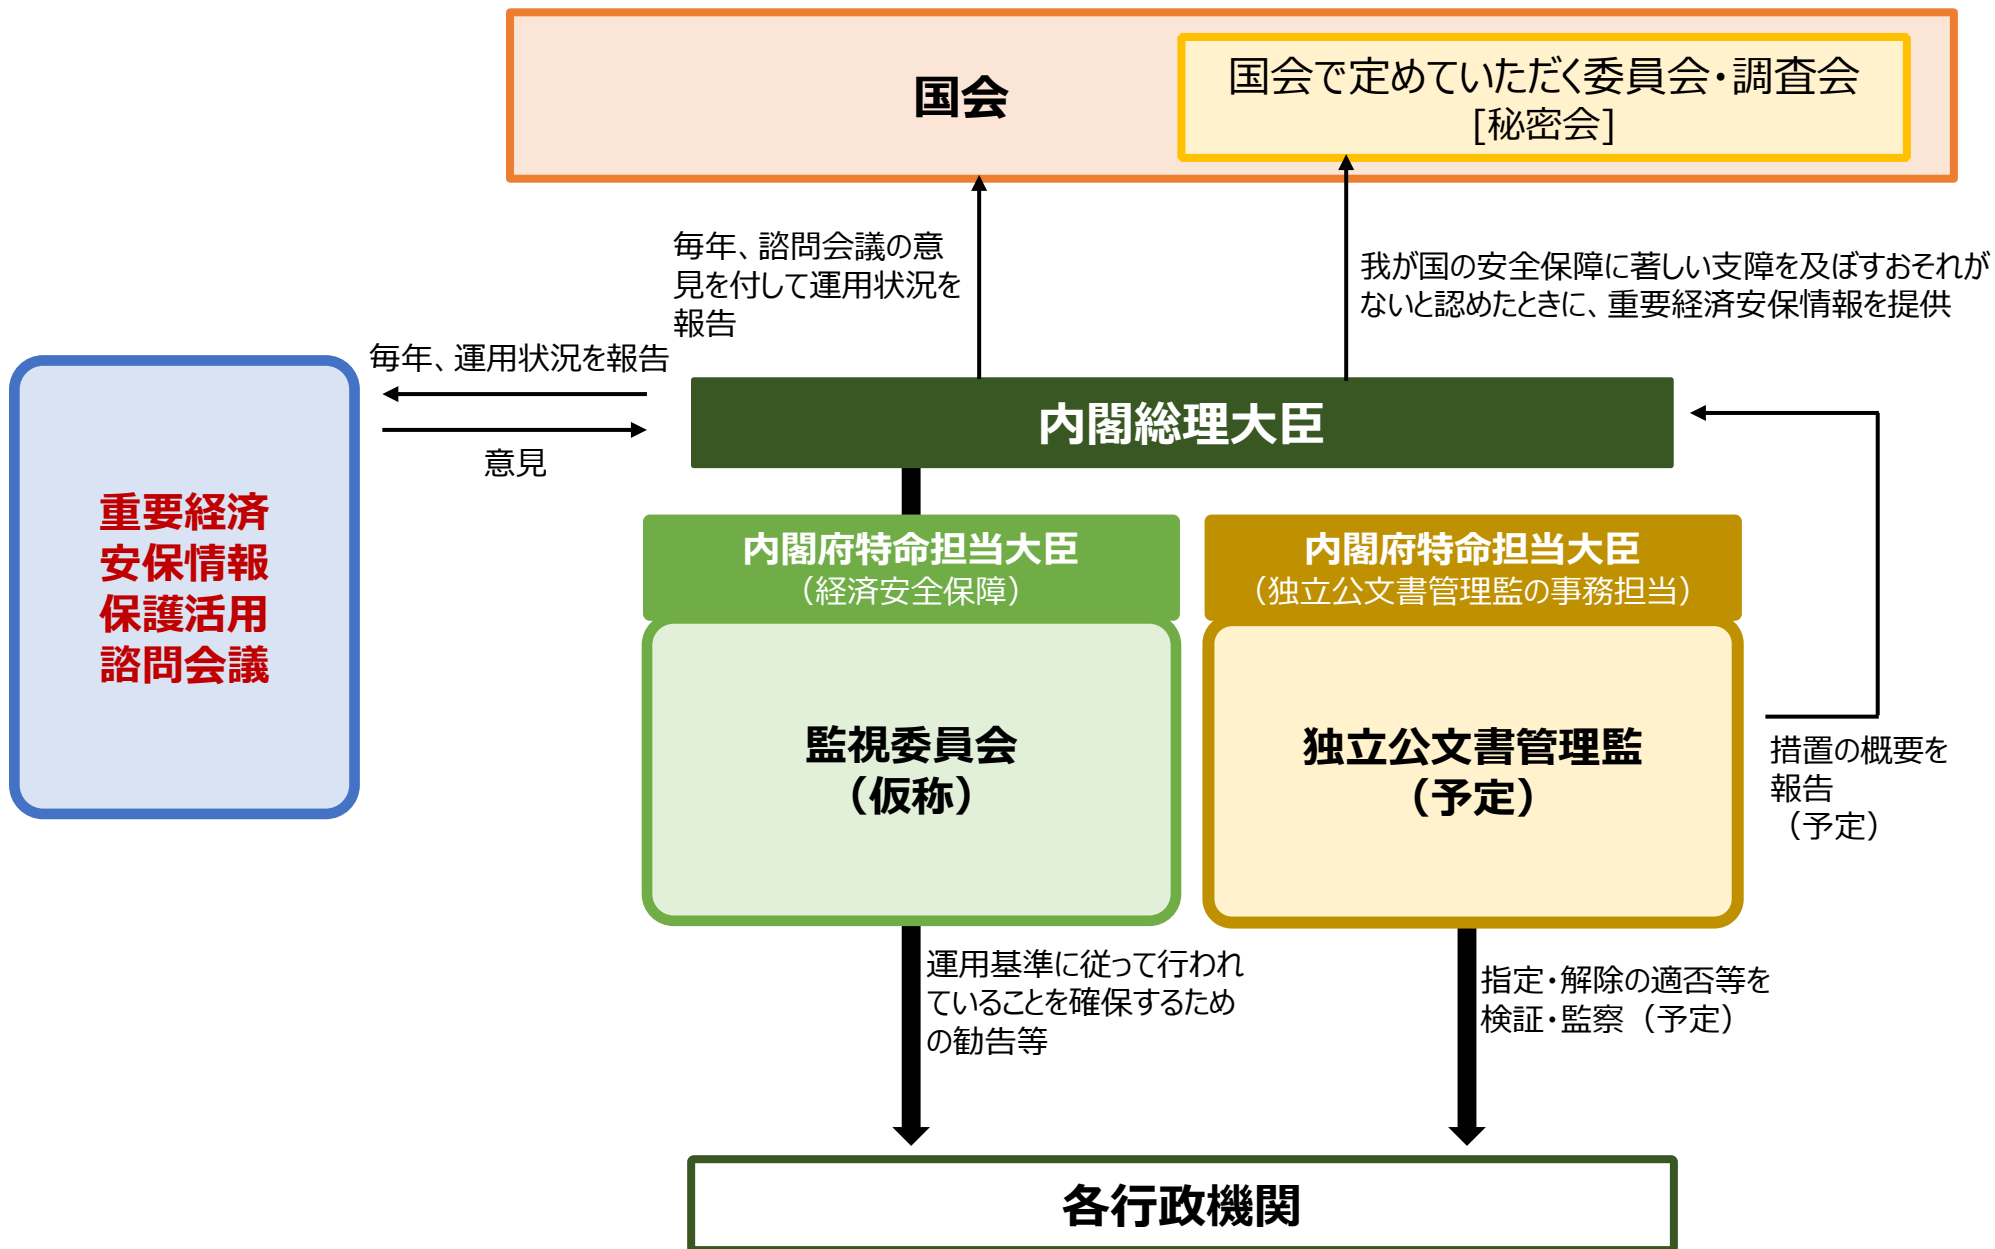 国会
国会で定めていただく委員会・調査会
[秘密会]
毎年、諮問会議の意
見を付して運用状況を
報告
我が国の安全保障に著しい支障を及ぼすおそれが
ないと認めたときに、重要経済安保情報を提供
毎年、運用状況を報告
意見
内閣総理大臣
重要経済
安保情報
保護活用
諮問会議
内閣府特命担当大臣
（経済安全保障）
内閣府特命担当大臣
（独立公文書管理監の事務担当）
監視委員会
（仮称）
独立公文書管理監
（予定）
措置の概要を
報告
（予定）
運用基準に従って行われ
ていることを確保するため
の勧告等
指定・解除の適否等を
検証・監察（予定）
各行政機関